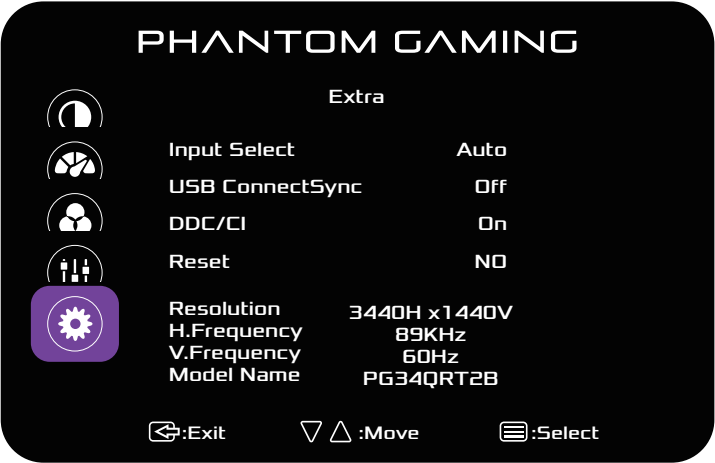 PHANTOM GAMING
Extra
Input Select Auto
USB ConnectSync Off
DDC/CI On
Reset NO
Resolution 3440H x1440V
H.Frequency 89KHz
V.Frequency 60Hz
Model Name PG34QRT2B
:Exit :Move :Select